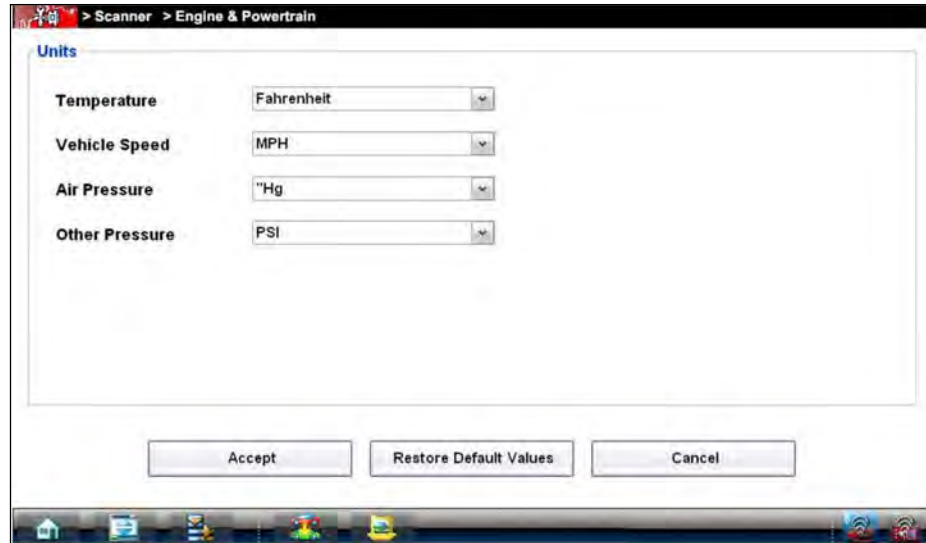 > Scanner > Engine & Powertrain
Units
Temperature Fahrenheit
Vehicle Speed MPH
Air Pressure "Hg
Other Pressure PSI
Accept Restore Default Values Cancel